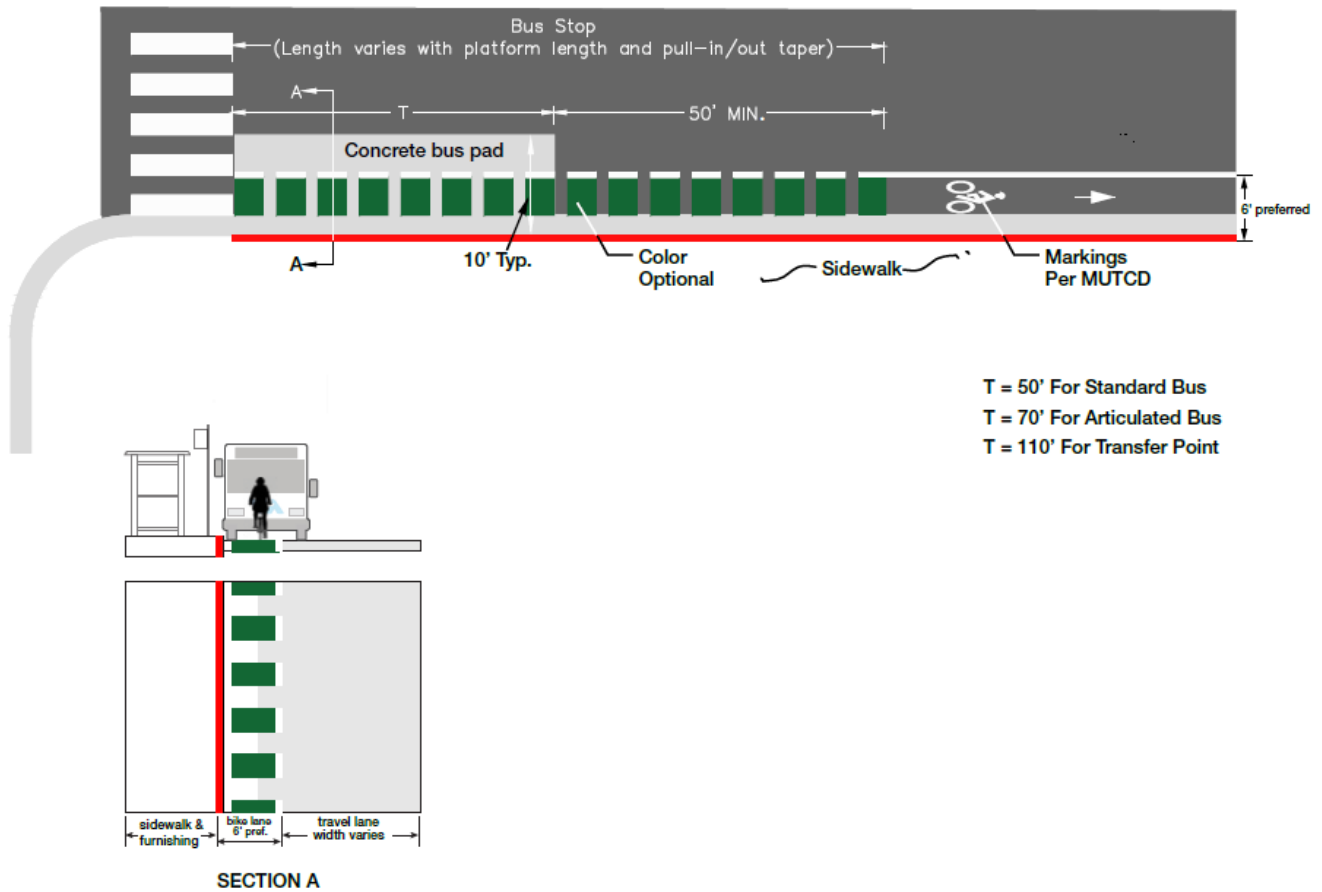 Bus Stop
(Length varies with platform length and pull-in/out taper)
A
T
50' MIN.
Concrete bus pad
6' preferred
A
10' Typ.
Color
Optional
Sidewalk
Markings
Per MUTCD
T = 50' For Standard Bus
T = 70' For Articulated Bus
T = 110' For Transfer Point
sidewalk &
furnishing
bike lane
6' pref.
travel lane
width varies
SECTION A